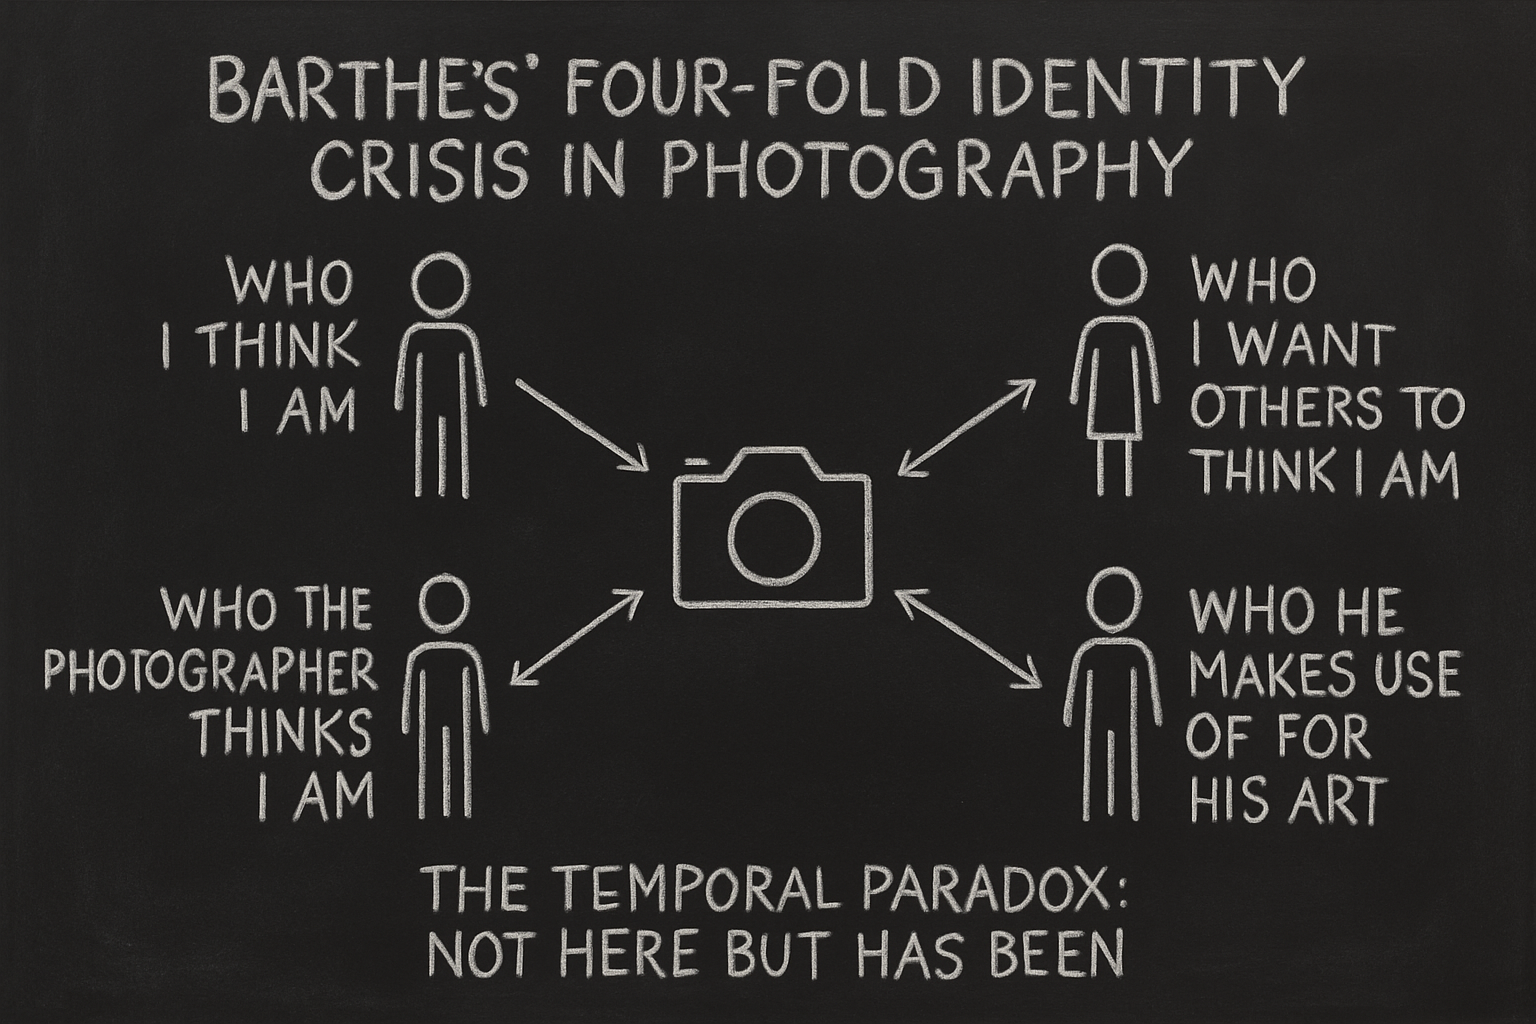 BARTHE'S' FOUR-FOLD IDENTITY
CRISIS IN PHOTOGRAPHY
WHO
I THINK
I AM
WHO
I WANT
OTHERS TO
THINK I AM
WHO THE
PHOTOGRAPHER
THINKS
I AM
WHO HE
MAKES USE
OF FOR
HIS ART
THE TEMPORAL PARADOX:
NOT HERE BUT HAS BEEN